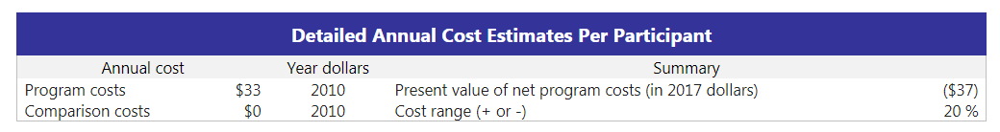 Detailed Annual Cost Estimates Per Participant
Annual cost Year dollars Summary
Program costs $33 2010 Present value of net program costs (in 2017 dollars) ($37)
Comparison costs $0 2010 Cost range (+ or -) 20 %